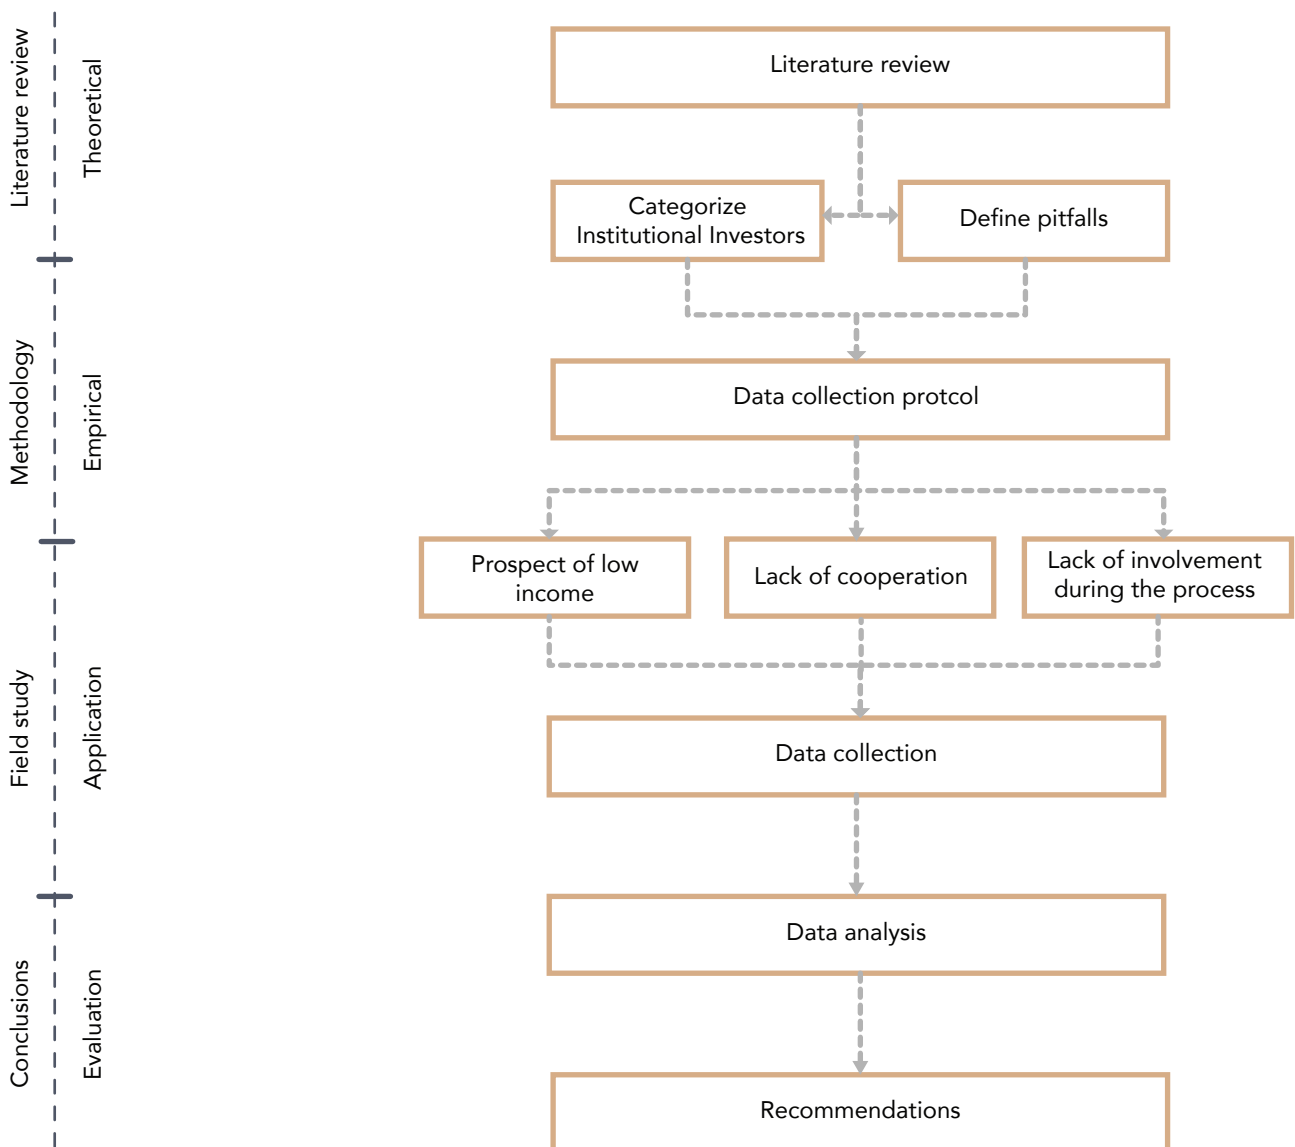 Literature review
Theoretical
Literature review
Categorize
Institutional Investors
Define pitfalls
Methodology
Empirical
Data collection protcol
Field study
Application
Prospect of low
income
Lack of cooperation
Lack of involvement
during the process
Data collection
Conclusions
Evaluation
Data analysis
Recommendations